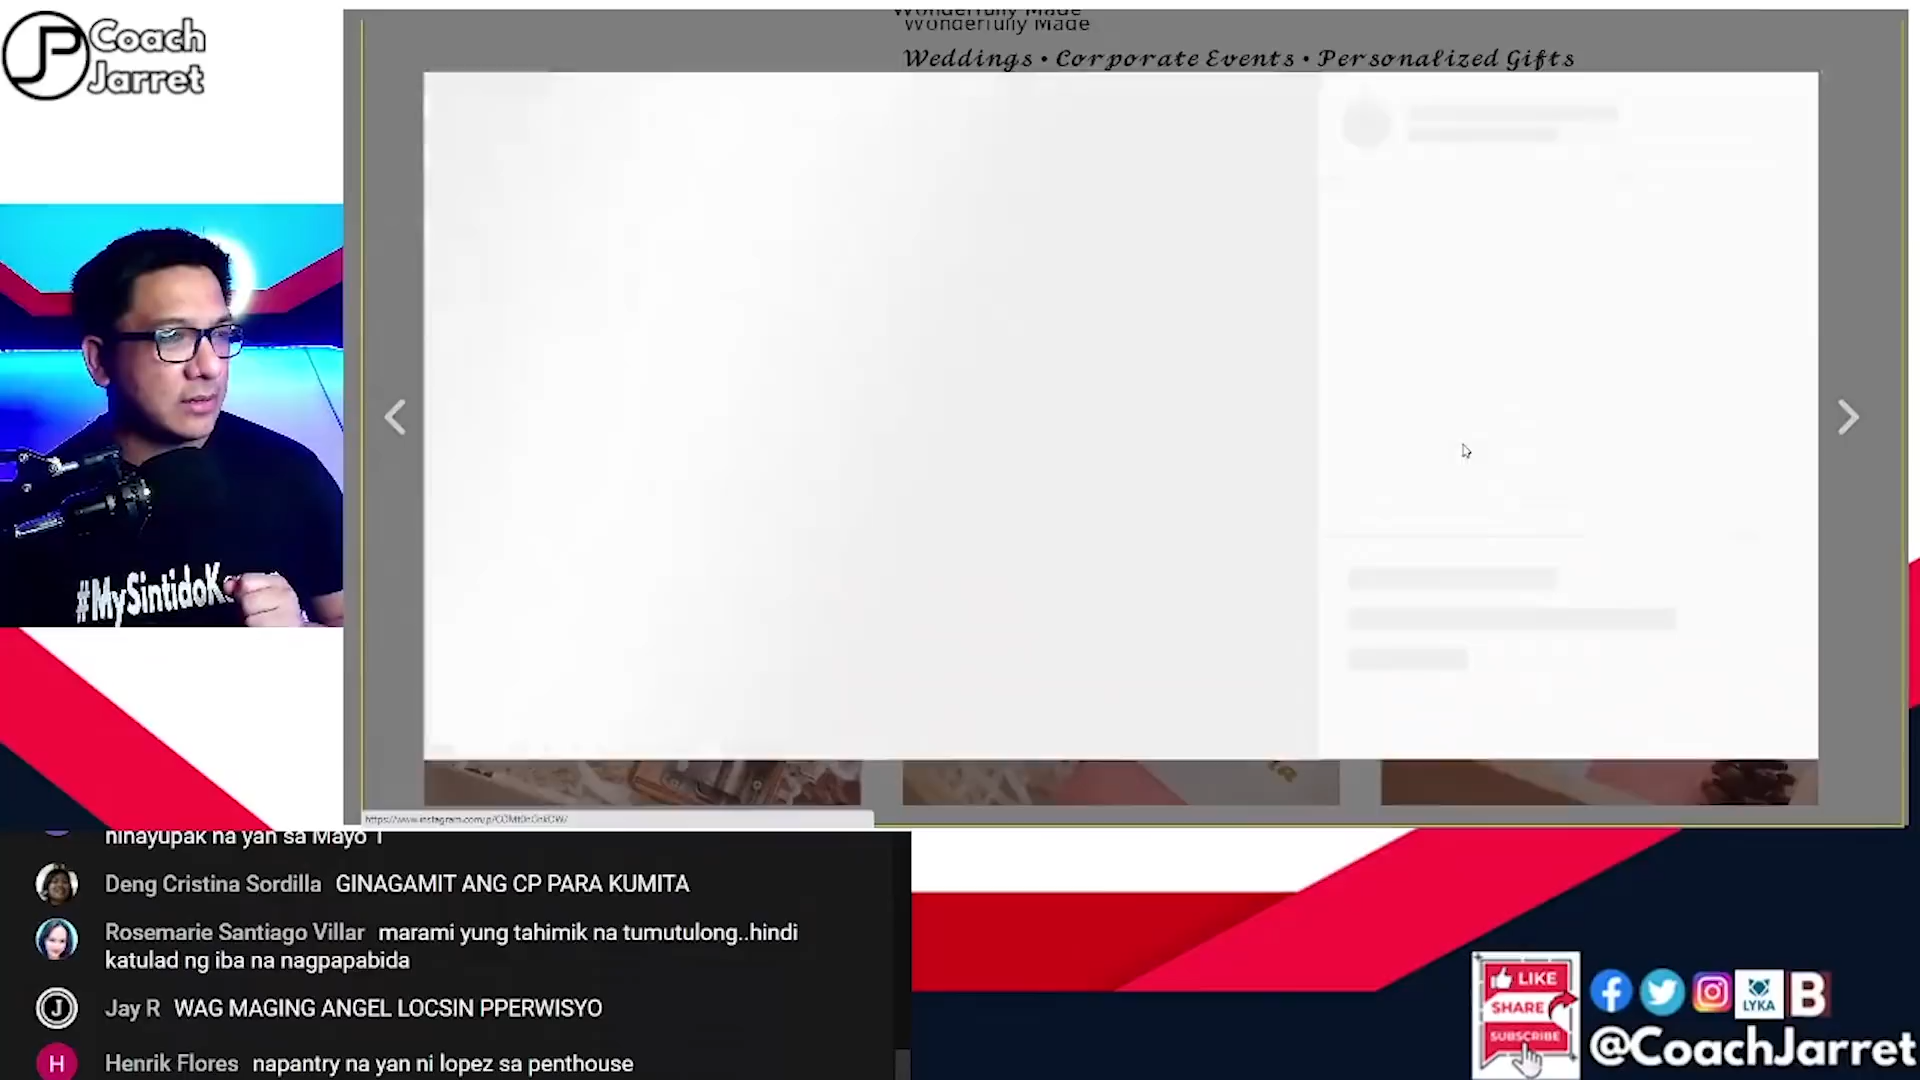 Coach
Jarret
Wonderfully Made
Wonderfully Made
Weddings • Corporate Events • Personalized Gifts
#MySintidoK
ninayupak na yan sa Mayo 1
Deng Cristina Sordilla GINAGAMIT ANG CP PARA KUMITA
Rosemarie Santiago Villar marami yung tahimik na tumutulong..hindi
katulad ng iba na nagpapabida
J
Jay R WAG MAGING ANGEL LOCSIN PPERWISYO
H
Henrik Flores napantry na yan ni lopez sa penthouse
LIKE
SHARE
SUBSCRIBE
LYKA
B
@CoachJarret